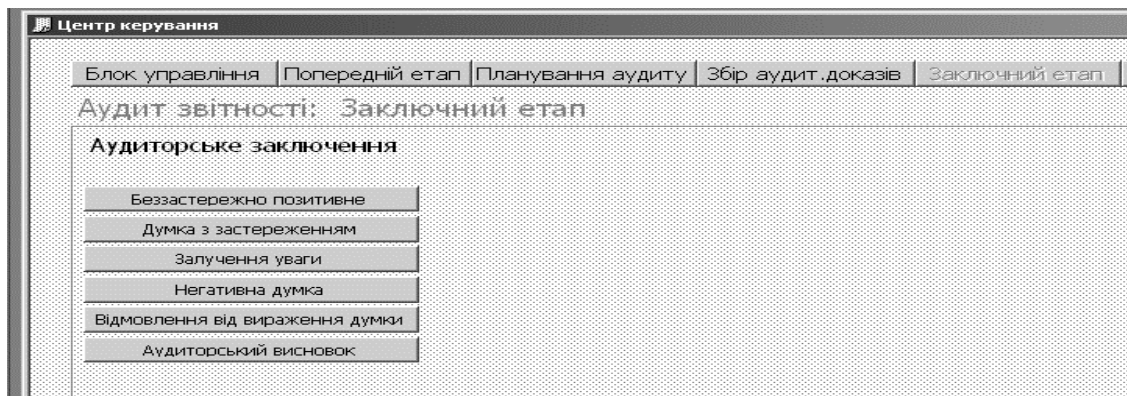 Центр керування
Блок управління Попередній етап Планування аудиту Збір аудит.доказів Заключний етап
Аудит звітності: Заключний етап
Аудиторське заключення
Беззастережно позитивне
Думка з застереженням
Залучення уваги
Негативна думка
Відмовлення від вираження думки
Аудиторський висновок